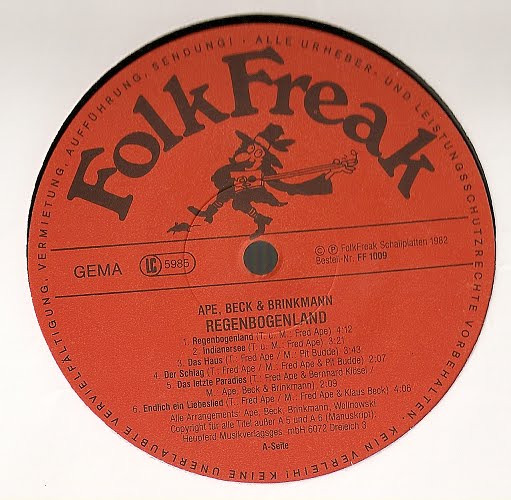 VERVIELFÄLTIGUNG, VERMIETUNG, AUFFÜHRUNG, SENDUNG! · ALLE URHEBER- UND LEISTUNGSSCHUTZRECHTE VORBEHALTEN! KEIN VERLEIH! KEINE UNERLAUBTE
FolkFreak
GEMA LC 5985
© ℗ FolkFreak Schallplatten 1982
Bestell-Nr. FF 1009
APE, BECK & BRINKMANN
REGENBOGENLAND
1. Regenbogenland (T. u. M.: Fred Ape) 4:12
2. Indianersee (T. u. M.: Fred Ape) 3:21
3. Das Haus (T.: Fred Ape / M.: Pit Budde) 3:43
4. Der Schlag (T.: Fred Ape / M.: Fred Ape & Pit Budde) 2:07
5. Das letzte Paradies (T.: Fred Ape & Bernhard Kißel /
M.: Ape, Beck & Brinkmann) 2:09
6. Endlich ein Liebeslied (T.: Fred Ape / M.: Fred Ape & Klaus Beck) 4:06
Alle Arrangements: Ape, Beck, Brinkmann, Wollnowski
Copyright für alle Titel außer A 5 und A 6 (Manuskript):
Heupferd Musikverlagsges. mbH 6072 Dreieich 3
A-Seite